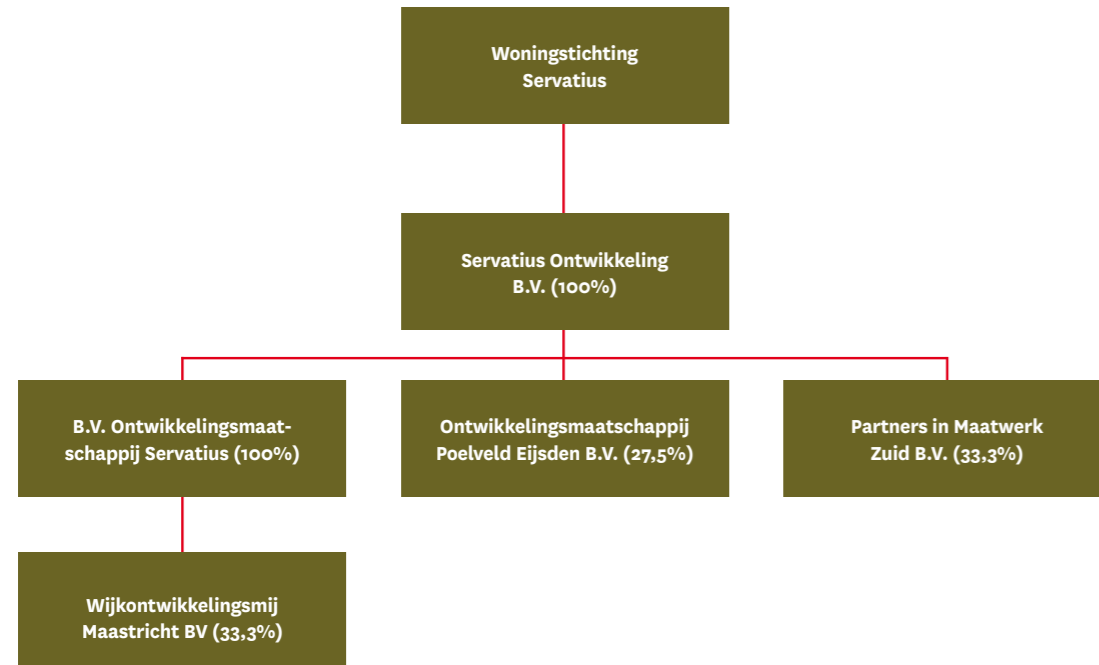 Woningstichting
Servatius
Servatius Ontwikkeling
B.V. (100%)
B.V. Ontwikkelingsmaat-
schappij Servatius (100%)
Ontwikkelingsmaatschappij
Poelveld Eijsden B.V. (27,5%)
Partners in Maatwerk
Zuid B.V. (33,3%)
Wijkontwikkelingsmij
Maastricht BV (33,3%)